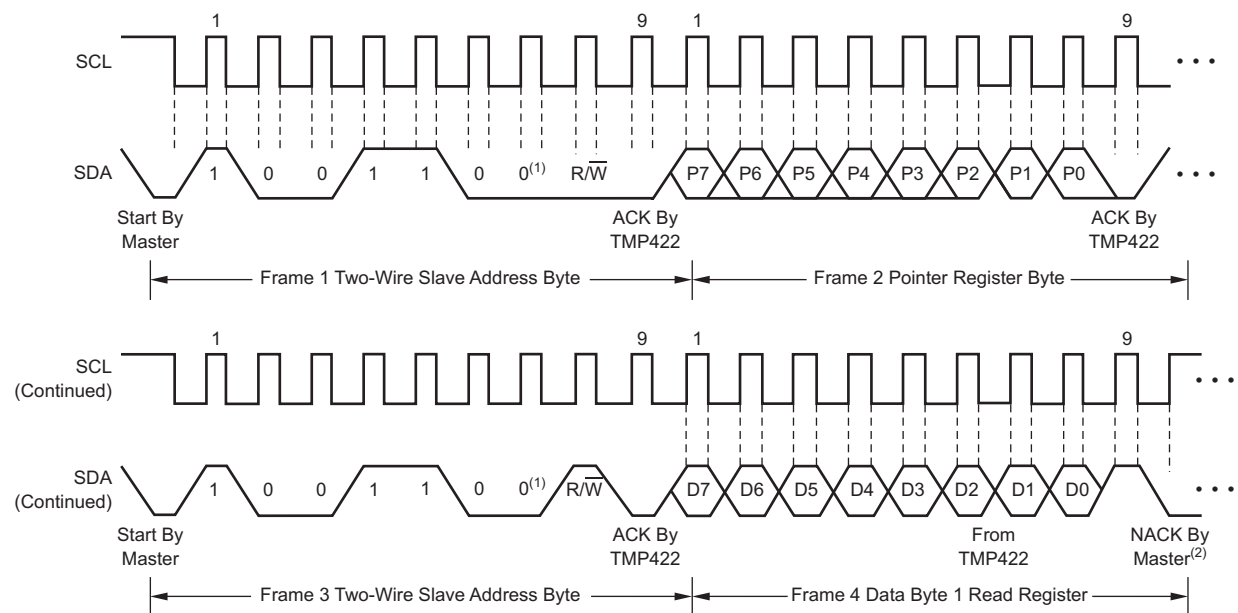 1 9 1 9
SCL
SDA 1 0 0 1 1 0 0(1) R/W̅ P7 P6 P5 P4 P3 P2 P1 P0
Start By Master
ACK By TMP422
ACK By TMP422
Frame 1 Two-Wire Slave Address Byte
Frame 2 Pointer Register Byte
1 9 1 9
SCL
(Continued)
SDA
(Continued)
1 0 0 1 1 0 0(1) R/W̅ D7 D6 D5 D4 D3 D2 D1 D0
Start By
Master
ACK By
TMP422
From
TMP422
NACK By
Master(2)
Frame 3 Two-Wire Slave Address Byte
Frame 4 Data Byte 1 Read Register